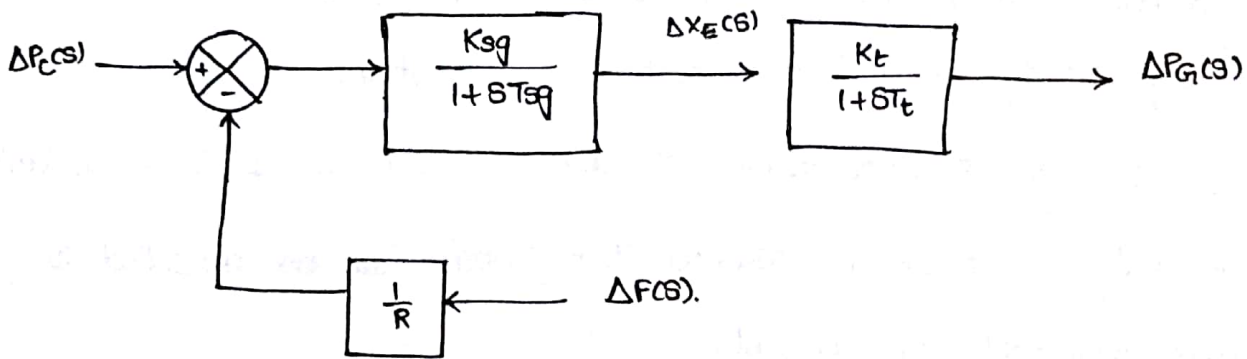 ΔPc(s)
+
-
Ksg
1+STsg
ΔXE(s)
Kt
1+STt
ΔPG(s)
1
R
ΔF(s).